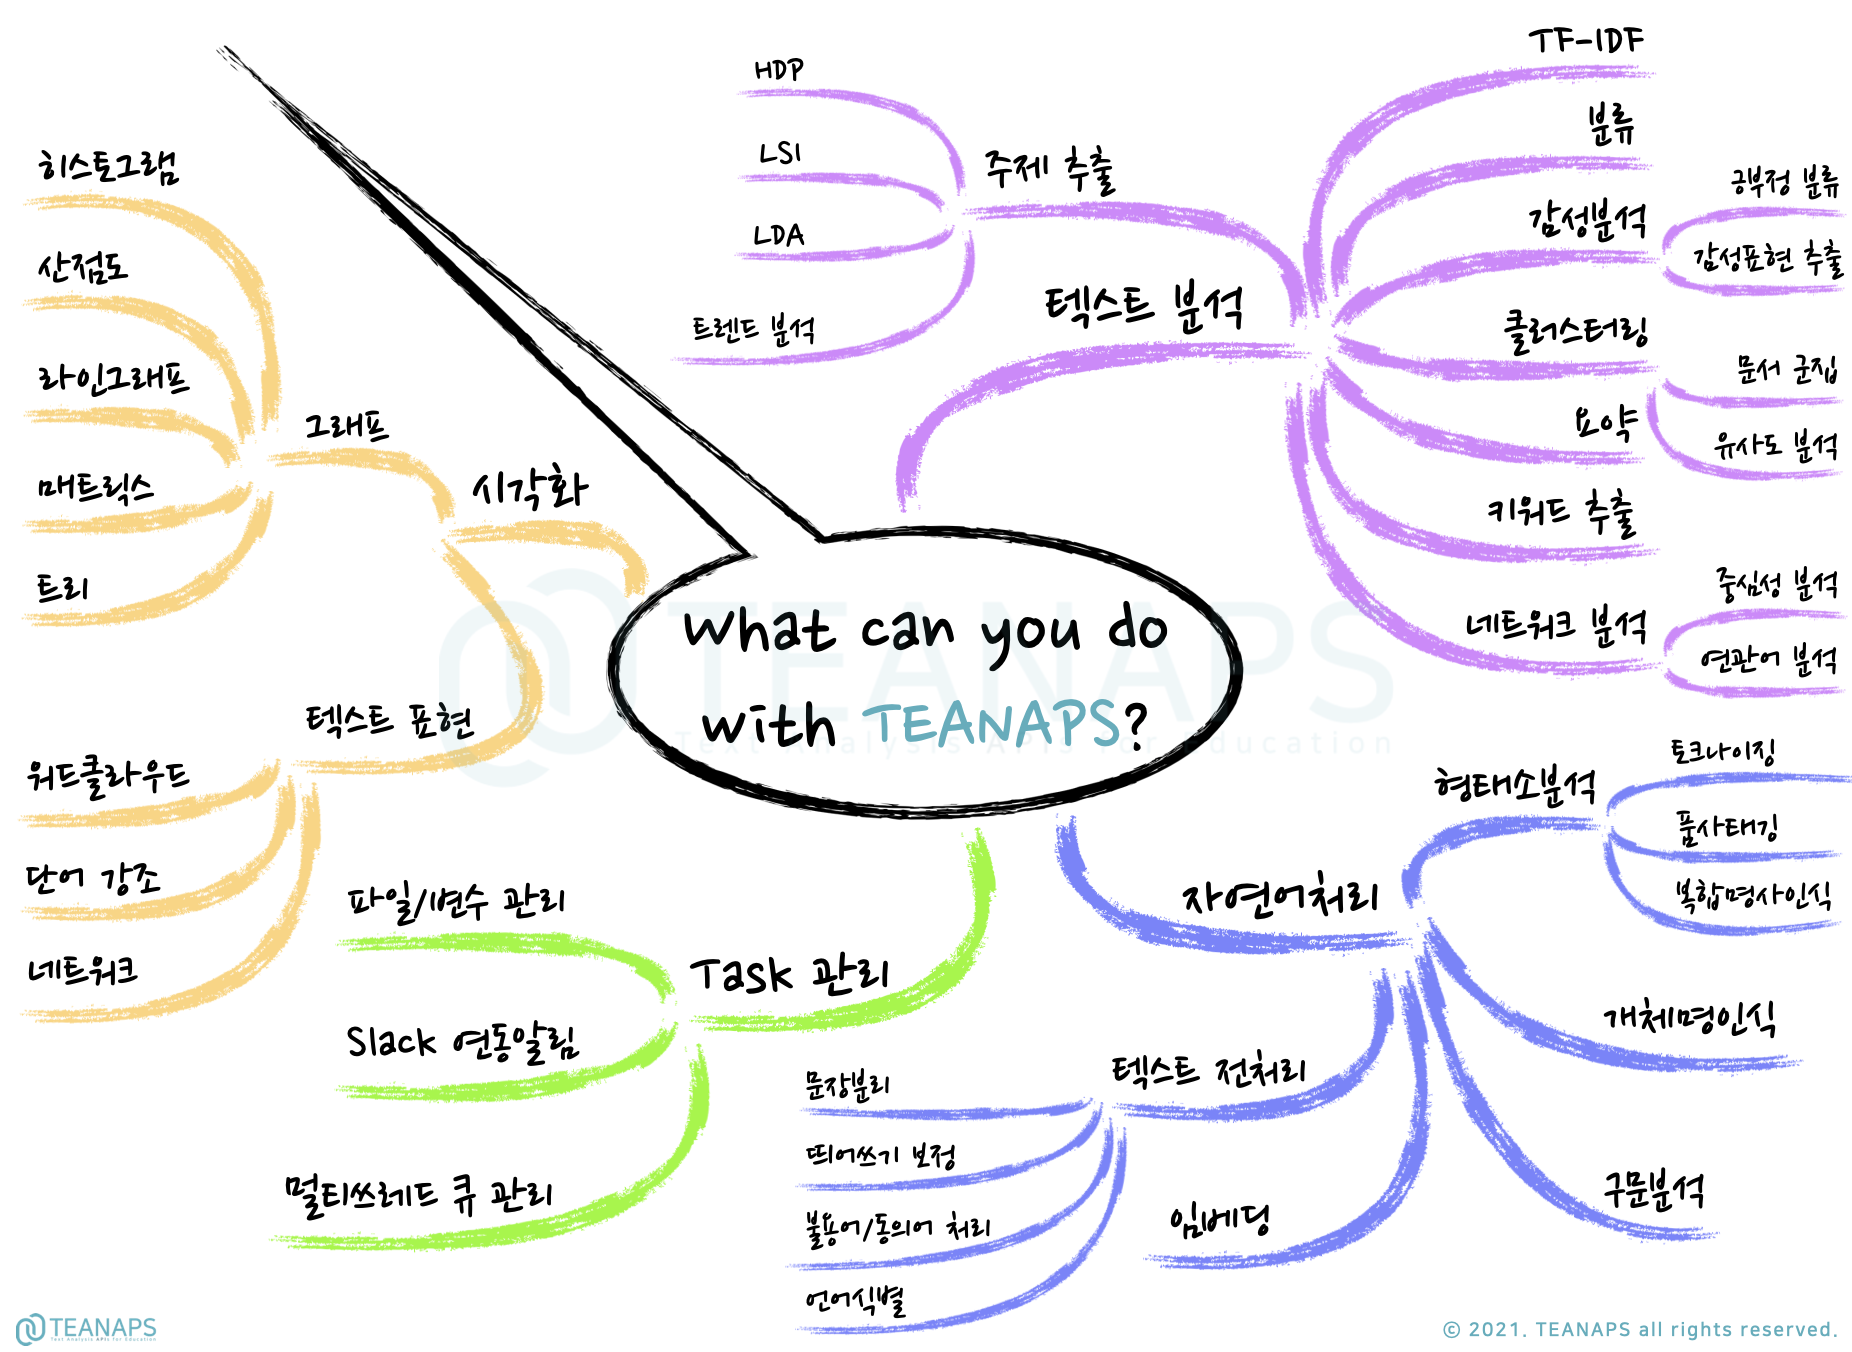 What can you do
with TEANAPS?
TEANAPS
Text Analysis APIs for Education
텍스트 분석
주제 추출
HDP
LSI
LDA
트렌드 분석
TF-IDF
분류
감성분석
긍부정 분류
감성표현 추출
클러스터링
문서 군집
유사도 분석
요약
키워드 추출
네트워크 분석
중심성 분석
연관어 분석
시각화
그래프
히스토그램
산점도
라인그래프
매트릭스
트리
텍스트 표현
워드클라우드
단어 강조
네트워크
Task 관리
파일/변수 관리
Slack 연동알림
멀티쓰레드 큐 관리
자연어처리
형태소분석
토크나이징
품사태깅
복합명사인식
개체명인식
구문분석
임베딩
텍스트 전처리
문장분리
띄어쓰기 보정
불용어/동의어 처리
언어식별
TEANAPS
Text Analysis APIs for Education
© 2021. TEANAPS all rights reserved.